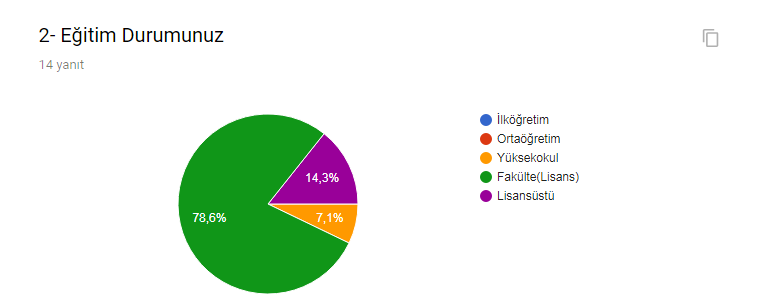 2- Eğitim Durumunuz
14 yanıt
İlköğretim
Ortaöğretim
Yüksekokul
Fakülte(Lisans)
Lisansüstü
14,3%
78,6%
7,1%